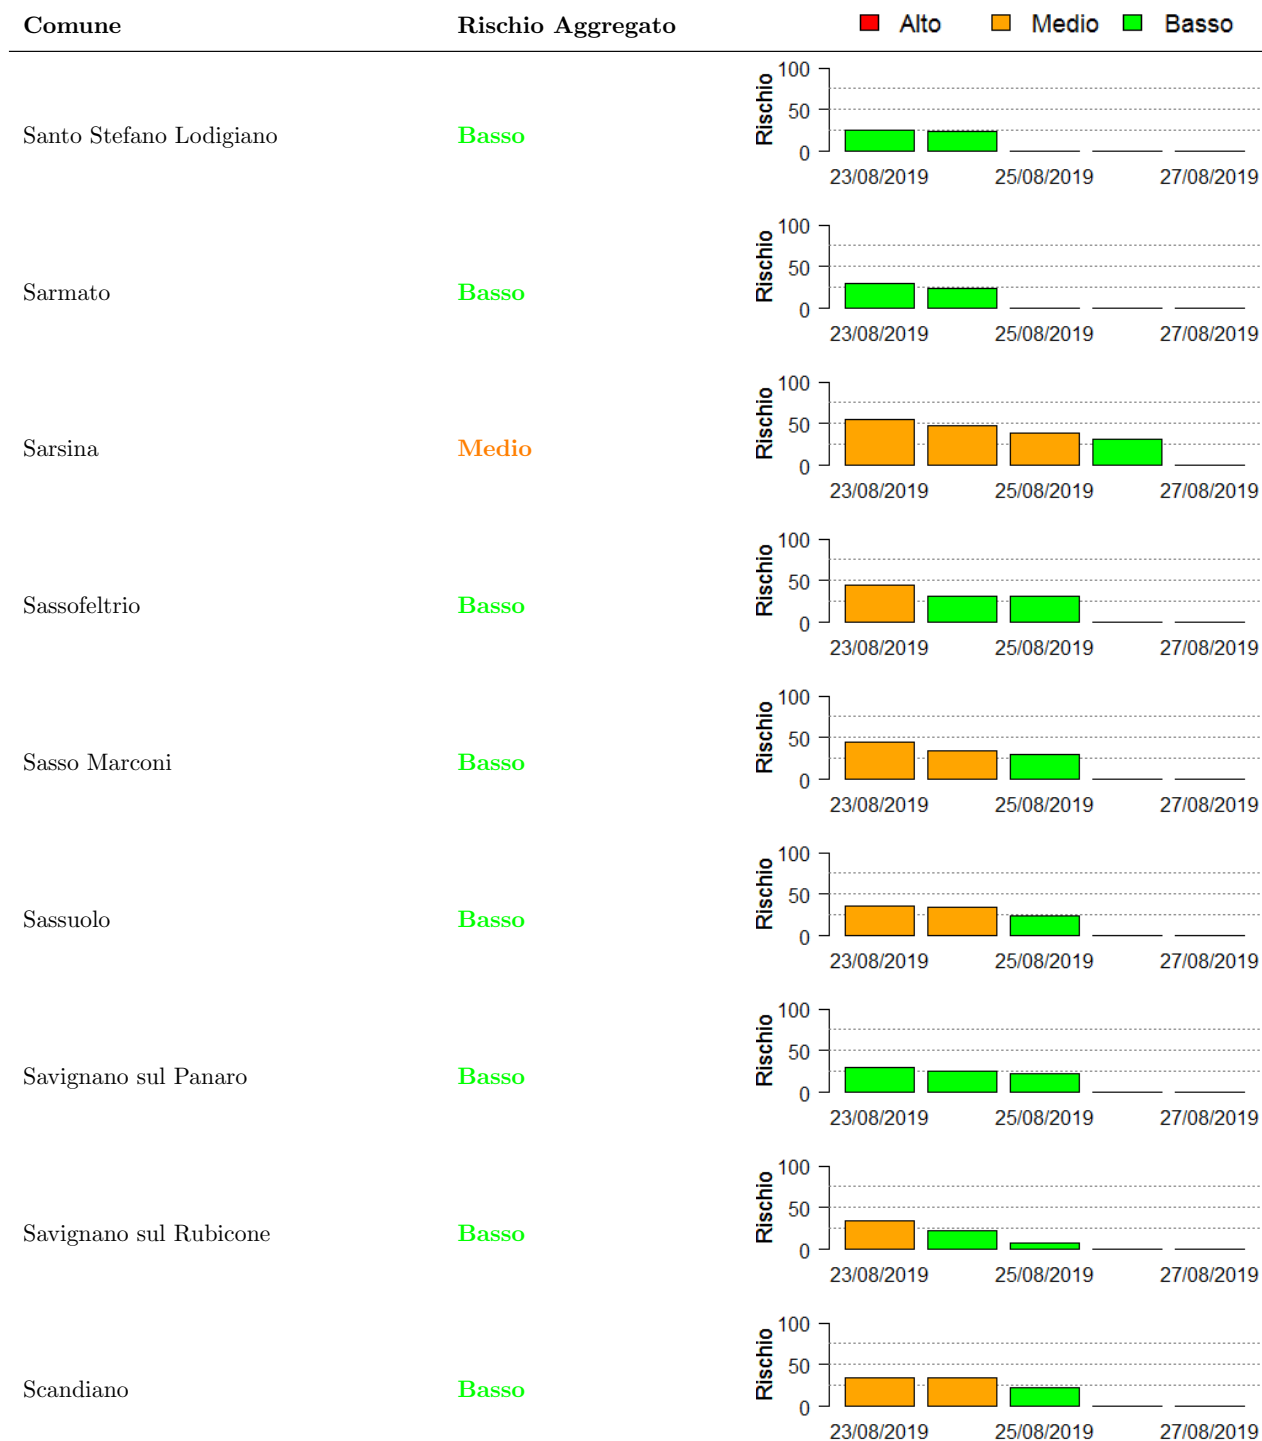 Comune Rischio Aggregato Alto Medio Basso
Santo Stefano Lodigiano Basso Rischio 100 50 0
23/08/2019 25/08/2019 27/08/2019
Sarmato Basso Rischio 100 50 0
23/08/2019 25/08/2019 27/08/2019
Sarsina Medio Rischio 100 50 0
23/08/2019 25/08/2019 27/08/2019
Sassofeltrio Basso Rischio 100 50 0
23/08/2019 25/08/2019 27/08/2019
Sasso Marconi Basso Rischio 100 50 0
23/08/2019 25/08/2019 27/08/2019
Sassuolo Basso Rischio 100 50 0
23/08/2019 25/08/2019 27/08/2019
Savignano sul Panaro Basso Rischio 100 50 0
23/08/2019 25/08/2019 27/08/2019
Savignano sul Rubicone Basso Rischio 100 50 0
23/08/2019 25/08/2019 27/08/2019
Scandiano Basso Rischio 100 50 0
23/08/2019 25/08/2019 27/08/2019